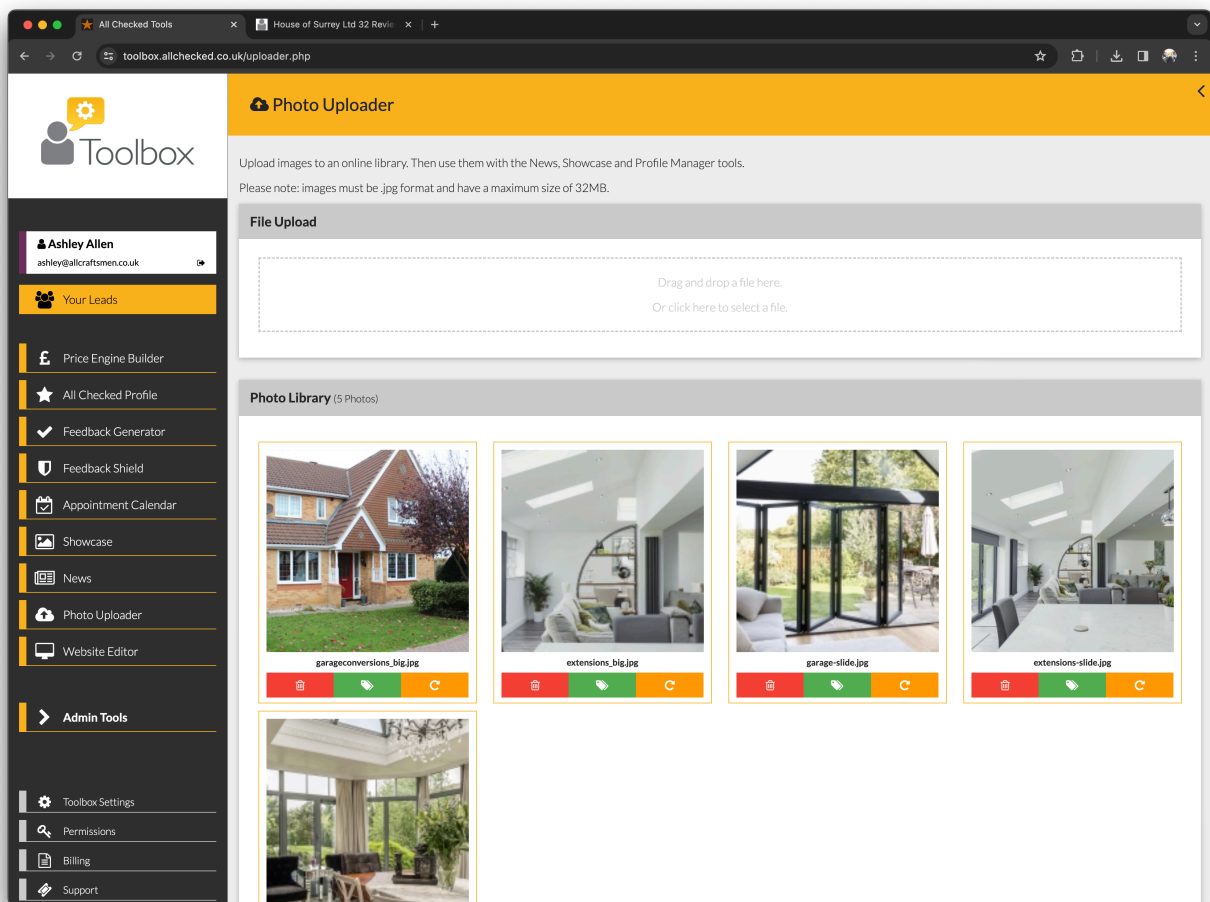 All Checked Tools
House of Surrey Ltd 32 Revie
toolbox.allchecked.co.uk/uploader.php
Toolbox
Photo Uploader
Upload images to an online library. Then use them with the News, Showcase and Profile Manager tools.
Please note: images must be .jpg format and have a maximum size of 32MB.
File Upload
Drag and drop a file here.
Or click here to select a file.
Ashley Allen
ashley@allcraftsmen.co.uk
Your Leads
Price Engine Builder
All Checked Profile
Feedback Generator
Feedback Shield
Appointment Calendar
Showcase
News
Photo Uploader
Website Editor
Admin Tools
Toolbox Settings
Permissions
Billing
Support
Photo Library (5 Photos)
garageconversions_big.jpg
extensions_big.jpg
garage-slide.jpg
extensions-slide.jpg